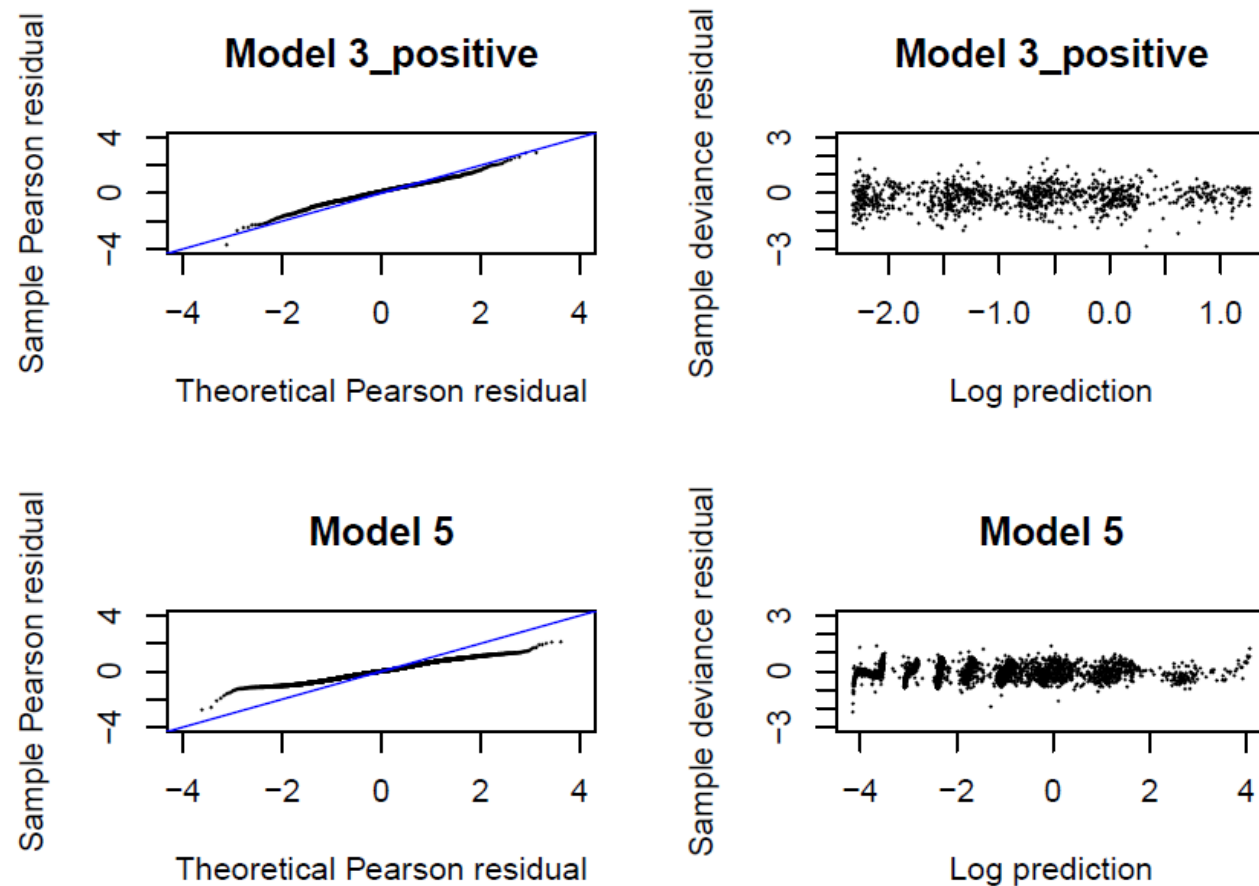 Model 3_positive
Sample Pearson residual
4
0
−4
−4 −2 0 2 4
Theoretical Pearson residual
Model 3_positive
Sample deviance residual
3
0
−3
−2.0 −1.0 0.0 1.0
Log prediction
Model 5
Sample Pearson residual
4
0
−4
−4 −2 0 2 4
Theoretical Pearson residual
Model 5
Sample deviance residual
3
0
−3
−4 −2 0 2 4
Log prediction